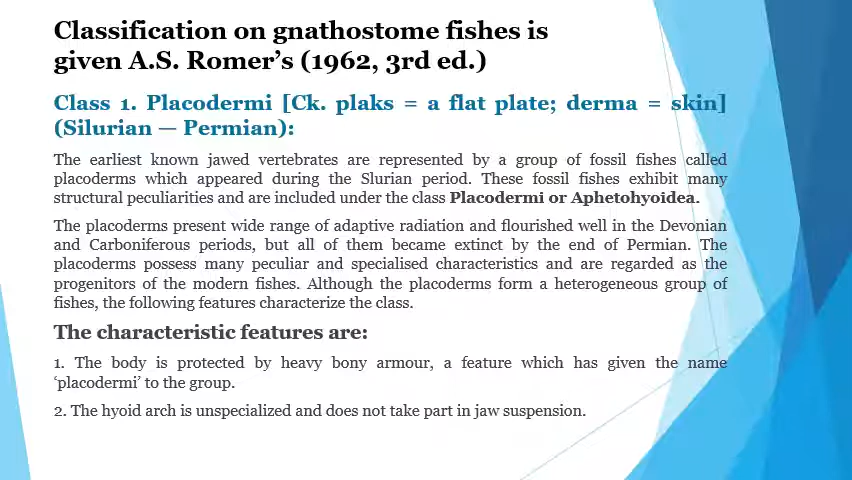 Classification on gnathostome fishes is
given A.S. Romer's (1962, 3rd ed.)
Class 1. Placodermi [Ck. plaks = a flat plate; derma = skin]
(Silurian — Permian):
The earliest known jawed vertebrates are represented by a group of fossil fishes called
placoderms which appeared during the Slurian period. These fossil fishes exhibit many
structural peculiarities and are included under the class Placodermi or Aphetohyoidea.
The placoderms present wide range of adaptive radiation and flourished well in the Devonian
and Carboniferous periods, but all of them became extinct by the end of Permian. The
placoderms possess many peculiar and specialised characteristics and are regarded as the
progenitors of the modern fishes. Although the placoderms form a heterogeneous group of
fishes, the following features characterize the class.
The characteristic features are:
1. The body is protected by heavy bony armour, a feature which has given the name
'placodermi' to the group.
2. The hyoid arch is unspecialized and does not take part in jaw suspension.